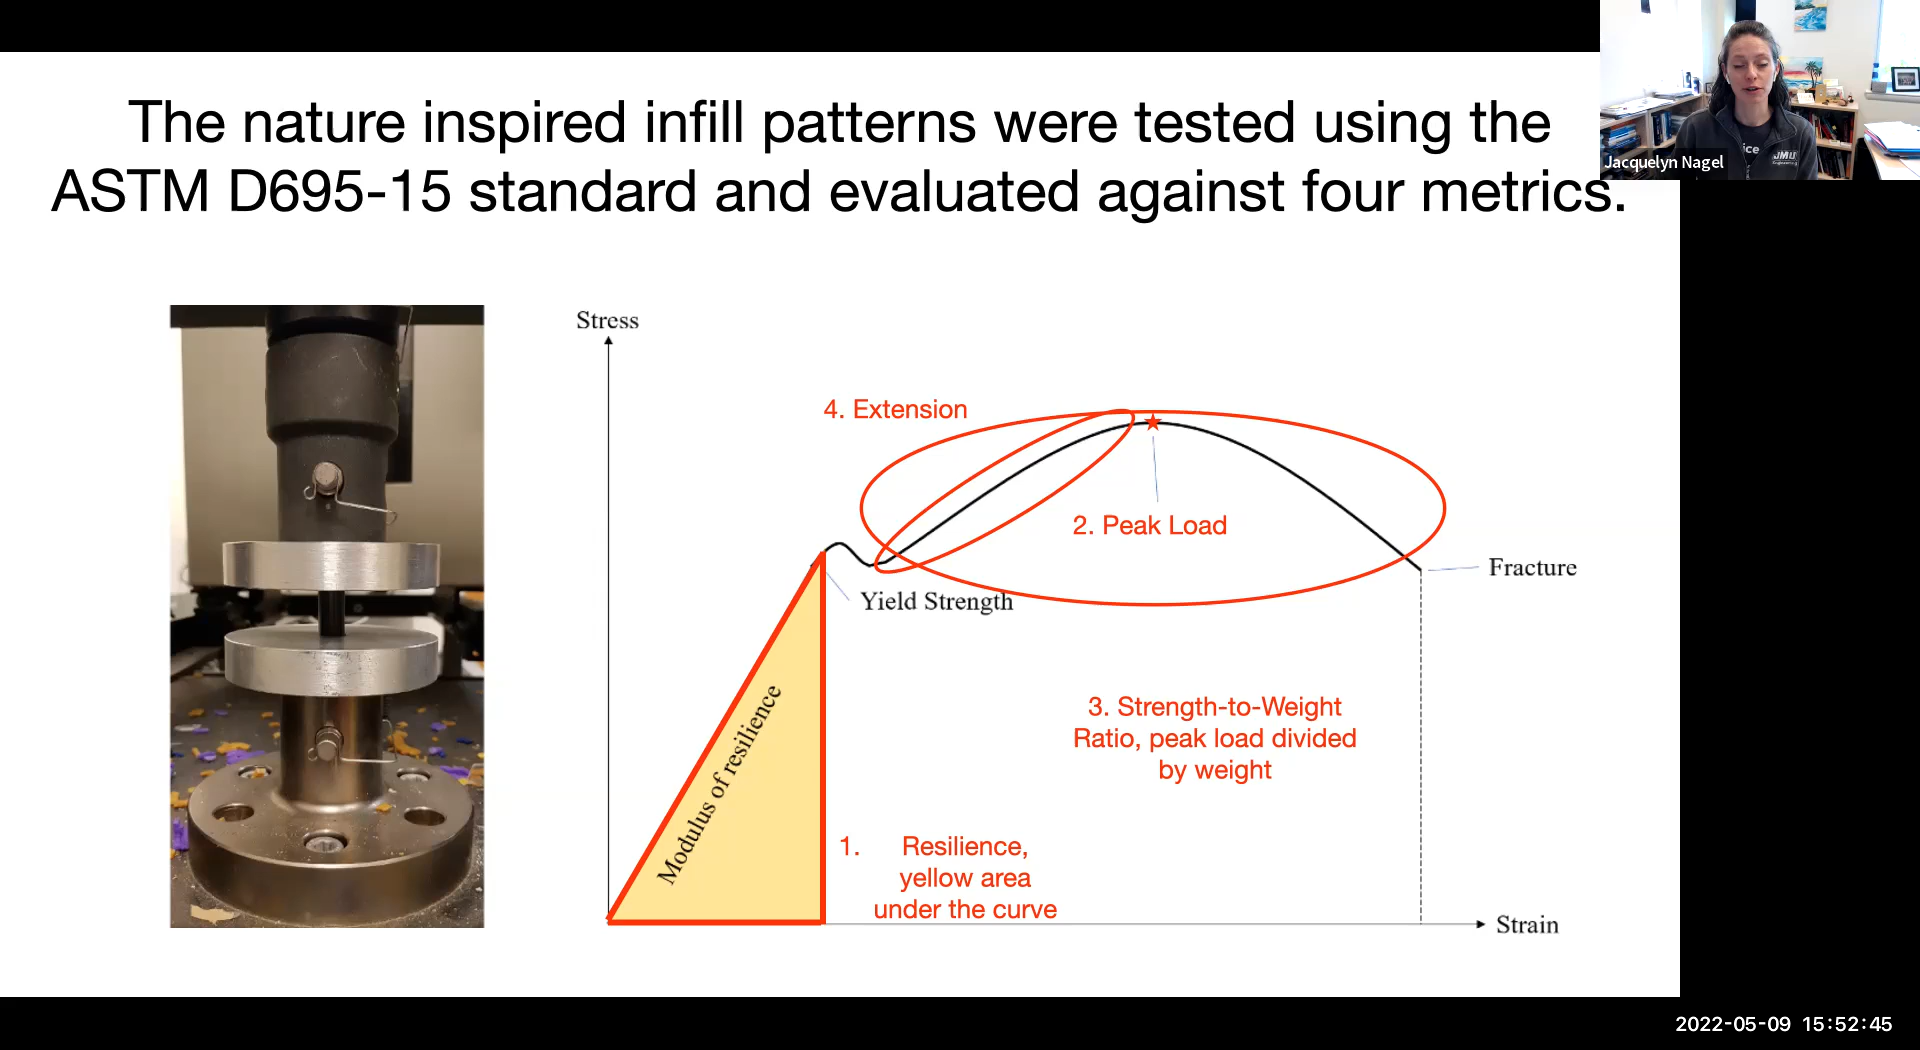 The nature inspired infill patterns were tested using the
ASTM D695-15 standard and evaluated against four metrics.
Jacquelyn Nagel
ice
JMU
Stress
4. Extension
2. Peak Load
Fracture
Yield Strength
Modulus of resilience
3. Strength-to-Weight
Ratio, peak load divided
by weight
1. Resilience,
yellow area
under the curve
Strain
2022-05-09 15:52:45